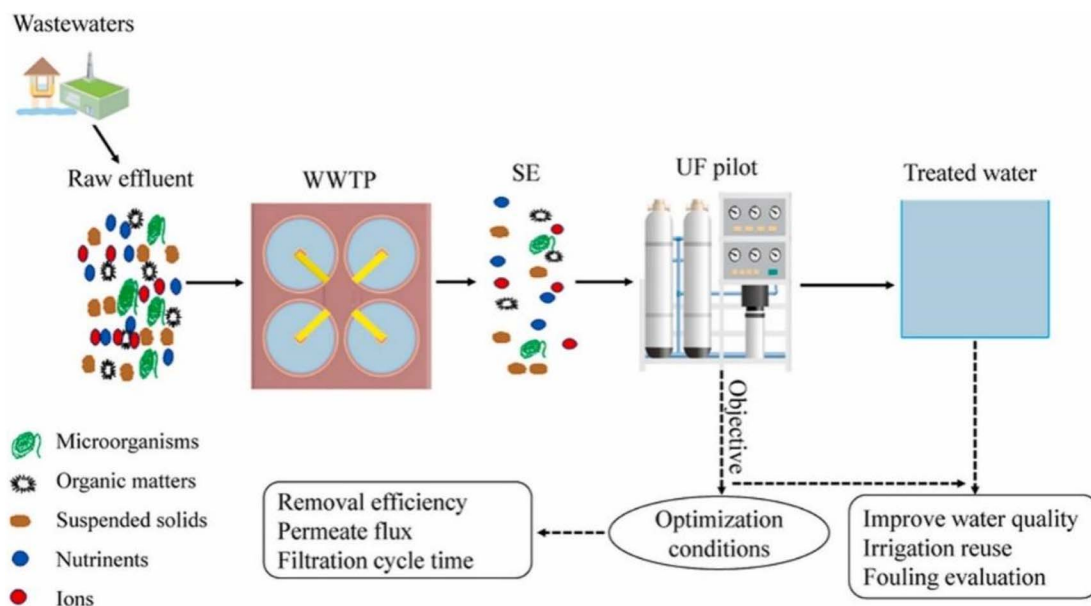 Wastewaters
Raw effluent
WWTP
SE
UF pilot
Treated water
Objective
Microorganisms
Organic matters
Suspended solids
Nutrinents
Ions
Removal efficiency
Permeate flux
Filtration cycle time
Optimization
conditions
Improve water quality
Irrigation reuse
Fouling evaluation